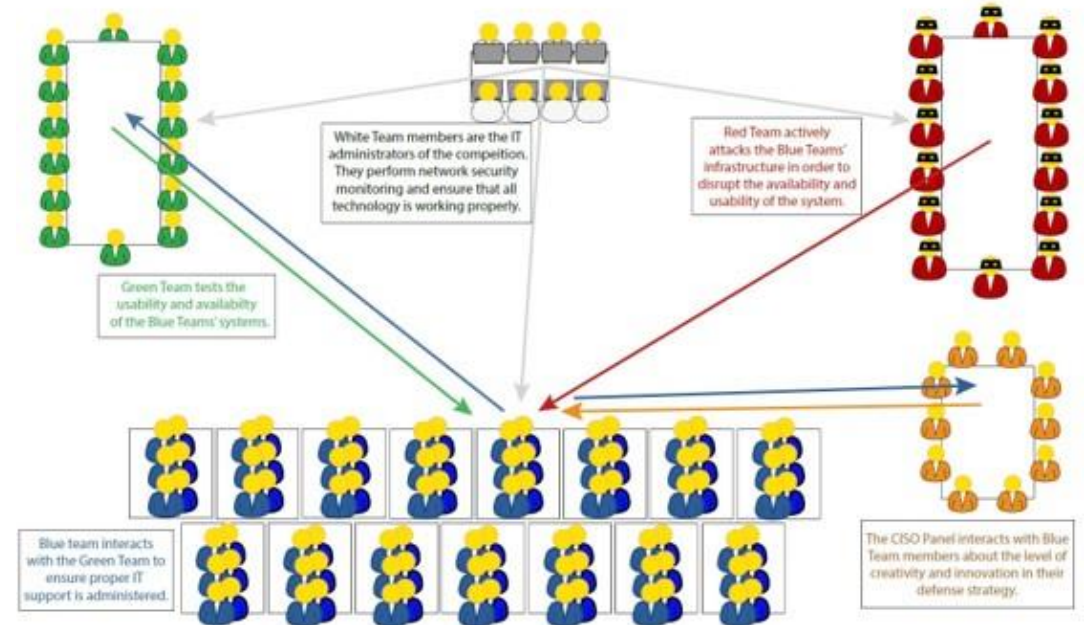 White Team members are the IT
administrators of the compeition.
They perform network security
monitoring and ensure that all
technology is working properly.
Red Team actively
attacks the Blue Teams'
infrastructure in order to
disrupt the availability and
usability of the system.
Green Team tests the
usability and availabilty
of the Blue Teams' systems.
Blue team interacts
with the Green Team to
ensure proper IT
support is administered.
The CISO Panel interacts with Blue
Team members about the level of
creativity and innovation in their
defense strategy.